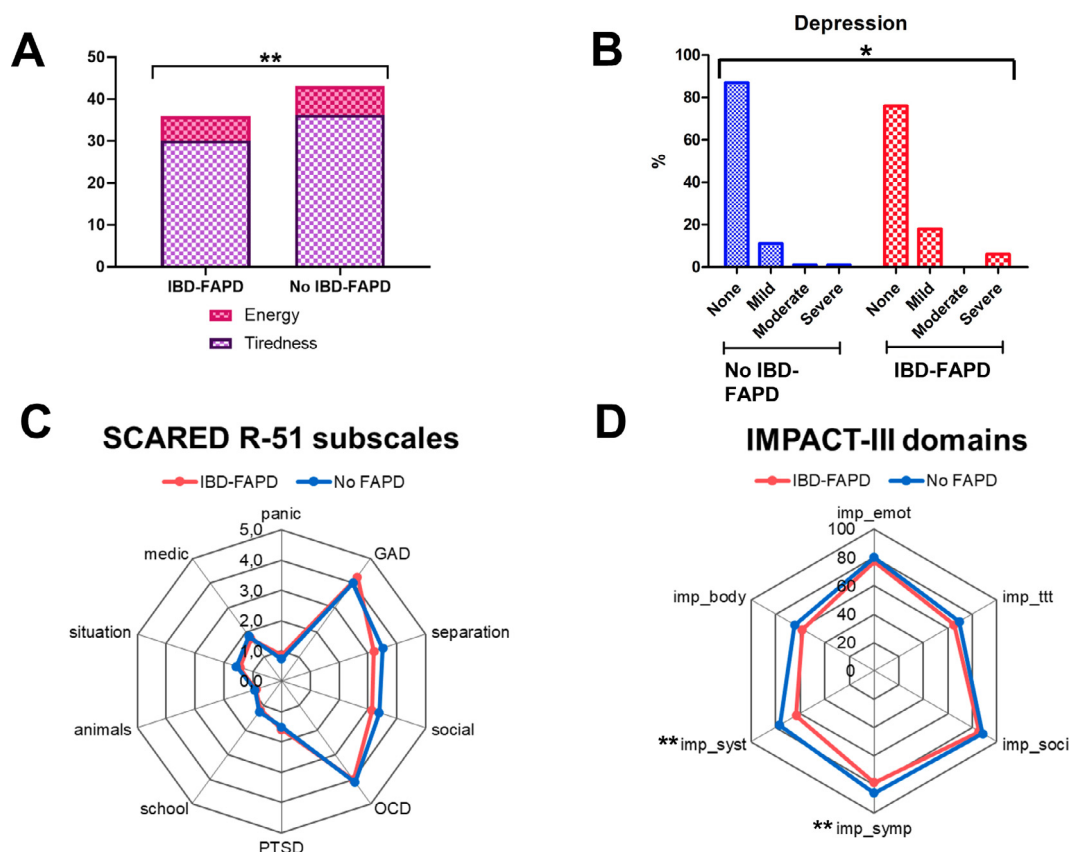 A
**
50
40
30
20
10
0
IBD-FAPD No IBD-FAPD
Energy
Tiredness
B
Depression
*
100
80
60
40
20
0
%
None Mild Moderate Severe None Mild Moderate Severe
No IBD-
FAPD
IBD-FAPD
C
SCARED R-51 subscales
IBD-FAPD No FAPD
panic
GAD
separation
social
OCD
PTSD
school
animals
situation
medic
5,0
4,0
3,0
2,0
1,0
0,0
D
IMPACT-III domains
IBD-FAPD No FAPD
imp_emot
imp_ttt
imp_soci
** imp_symp
** imp_syst
imp_body
100
80
60
40
20
0